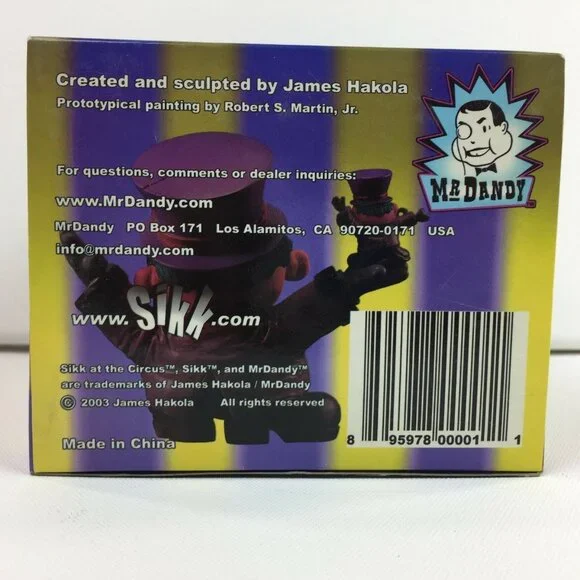 Created and sculpted by James Hakola
Prototypical painting by Robert S. Martin, Jr.
MR DANDY
For questions, comments or dealer inquiries:
www.MrDandy.com
MrDandy PO Box 171 Los Alamitos, CA 90720-0171 USA
info@mrdandy.com
www.Sikk.com
Sikk at the Circus™, Sikk™, and MrDandy™
are trademarks of James Hakola / MrDandy
© 2003 James Hakola All rights reserved
Made in China
8 95978 00001 1